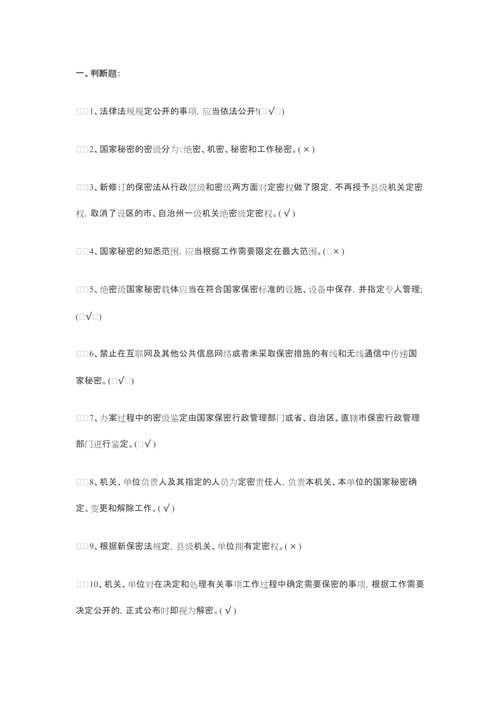 一、判断题：
□□1、法律法规规定公开的事项，应当依法公开!(□√□)
□□2、国家秘密的密级分为：绝密、机密、秘密和工作秘密。(×)
□□3、新修订的保密法从行政层级和密级两方面对定密权做了限定，不再授予县级机关定密
权，取消了设区的市、自治州一级机关绝密级定密权。(√)
□□4、国家秘密的知悉范围，应当根据工作需要限定在最大范围。(□×)
□□5、绝密级国家秘密载体应当在符合国家保密标准的设施、设备中保存，并指定专人管理;
(□√□)
□□6、禁止在互联网及其他公共信息网络或者未采取保密措施的有线和无线通信中传递国
家秘密。(□√□)
□□7、办案过程中的密级鉴定由国家保密行政管理部门或省、自治区、直辖市保密行政管理
部门进行鉴定。(□√)
□□8、机关、单位负责人及其指定的人员为定密责任人，负责本机关、本单位的国家秘密确
定、变更和解除工作。(√)
□□9、根据新保密法规定，县级机关、单位拥有定密权。(×)
□□10、机关、单位对在决定和处理有关事项工作过程中确定需要保密的事项，根据工作需要
决定公开的，正式公布时即视为解密。(√)